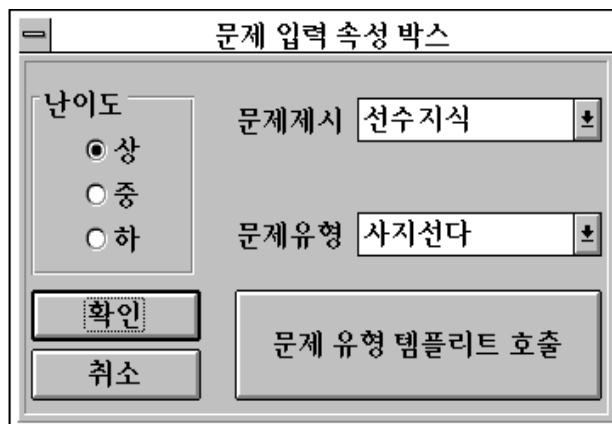 문제 입력 속성 박스
난이도
상
중
하
문제제시 선수지식
문제유형 사지선다
확인
취소
문제 유형 템플리트 호출